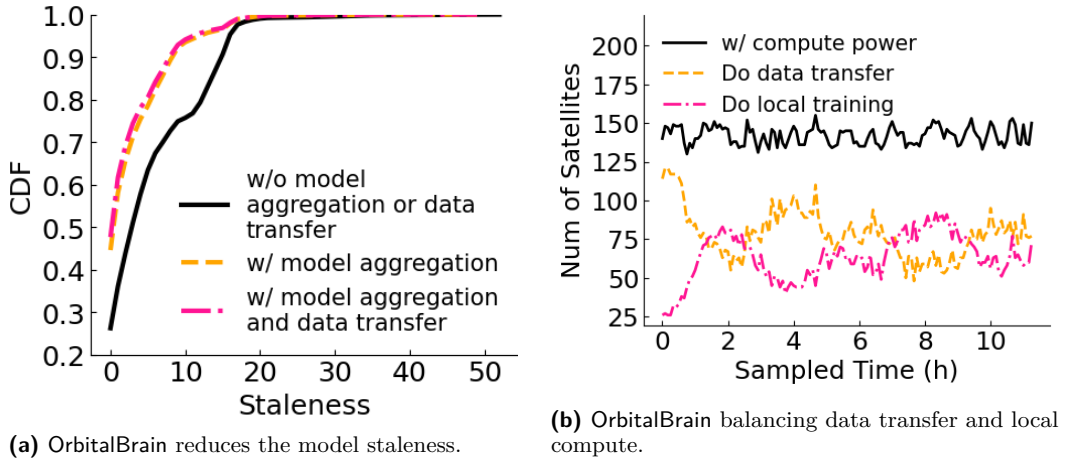 1.0
0.9
0.8
0.7
0.6
0.5
0.4
0.3
0.2
CDF
w/o model
aggregation or data
transfer
w/ model aggregation
w/ model aggregation
and data transfer
0 10 20 30 40 50
Staleness
(a) OrbitalBrain reduces the model staleness.
200
175
150
125
100
75
50
25
Num of Satellites
w/ compute power
Do data transfer
Do local training
0 2 4 6 8 10
Sampled Time (h)
(b) OrbitalBrain balancing data transfer and local
compute.